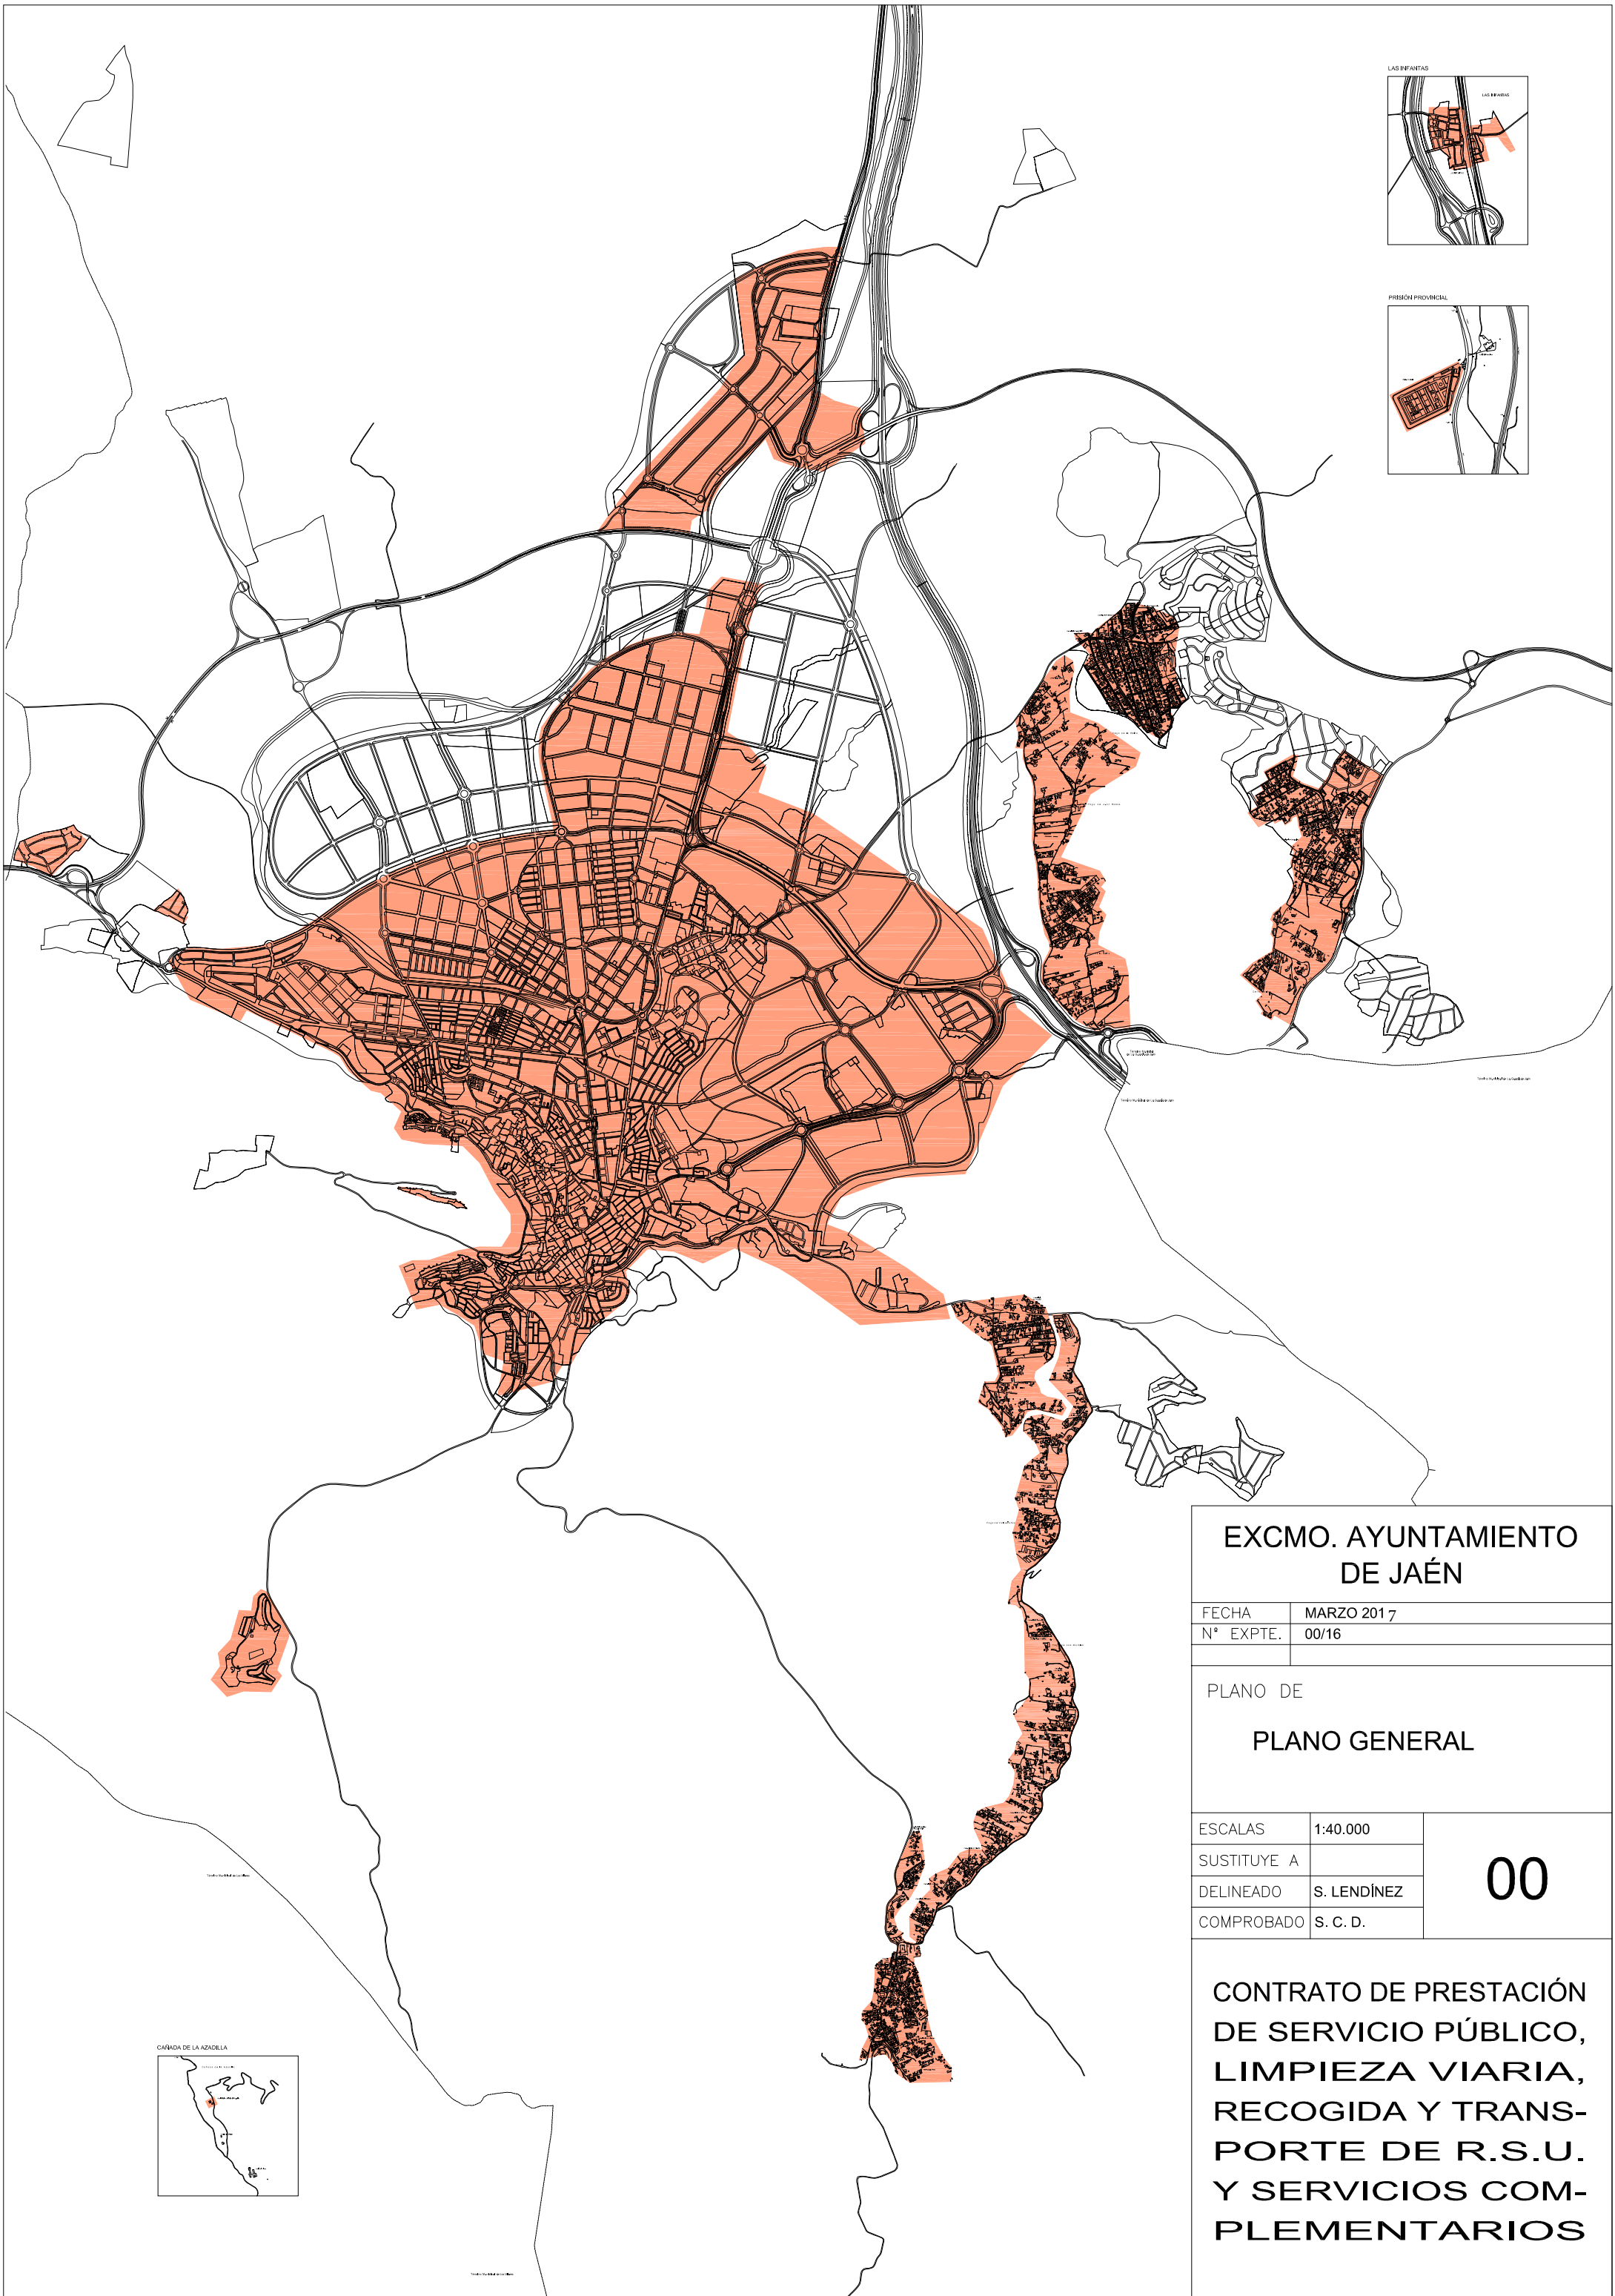 LAS INFANTAS
LAS INFANTAS
PRISIÓN PROVINCIAL
EXCMO. AYUNTAMIENTO
DE JAÉN
FECHA MARZO 2017
Nº EXPTE. 00/16
PLANO DE
PLANO GENERAL
ESCALAS 1:40.000
SUSTITUYE A
DELINEADO S. LENDÍNEZ
COMPROBADO S. C. D.
00
CONTRATO DE PRESTACIÓN
DE SERVICIO PÚBLICO,
LIMPIEZA VIARIA,
RECOGIDA Y TRANS-
PORTE DE R.S.U.
Y SERVICIOS COM-
PLEMENTARIOS
CAÑADA DE LA AZADILLA